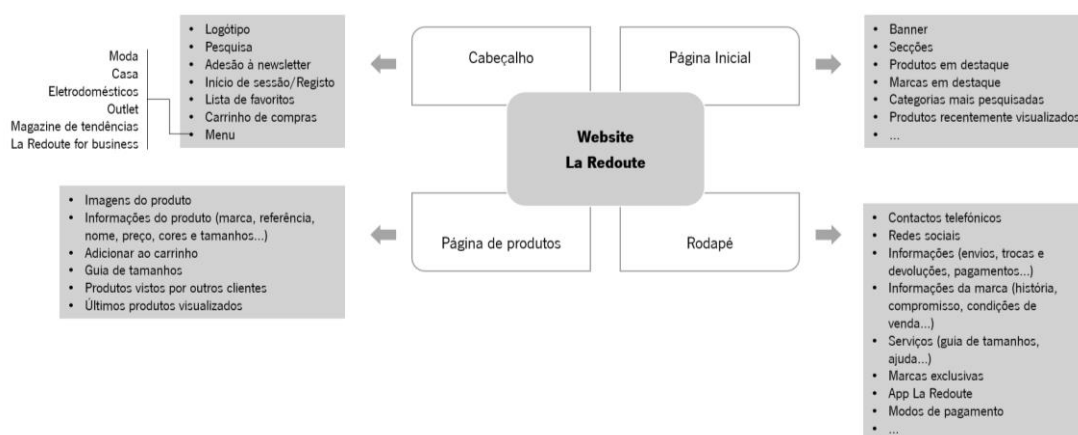 Moda
Casa
Eletrodomésticos
Outlet
Magazine de tendências
La Redoute for business
• Logótipo
• Pesquisa
• Adesão à newsletter
• Início de sessão/Registo
• Lista de favoritos
• Carrinho de compras
• Menu
Cabeçalho
Página Inicial
• Banner
• Secções
• Produtos em destaque
• Marcas em destaque
• Categorias mais pesquisadas
• Produtos recentemente visualizados
• ...
Website
La Redoute
• Imagens do produto
• Informações do produto (marca, referência,
nome, preço, cores e tamanhos...)
• Adicionar ao carrinho
• Guia de tamanhos
• Produtos vistos por outros clientes
• Últimos produtos visualizados
Página de produtos
Rodapé
• Contactos telefónicos
• Redes sociais
• Informações (envios, trocas e
devoluções, pagamentos...)
• Informações da marca (história,
compromisso, condições de
venda...)
• Serviços (guia de tamanhos,
ajuda...)
• Marcas exclusivas
• App La Redoute
• Modos de pagamento
• ...